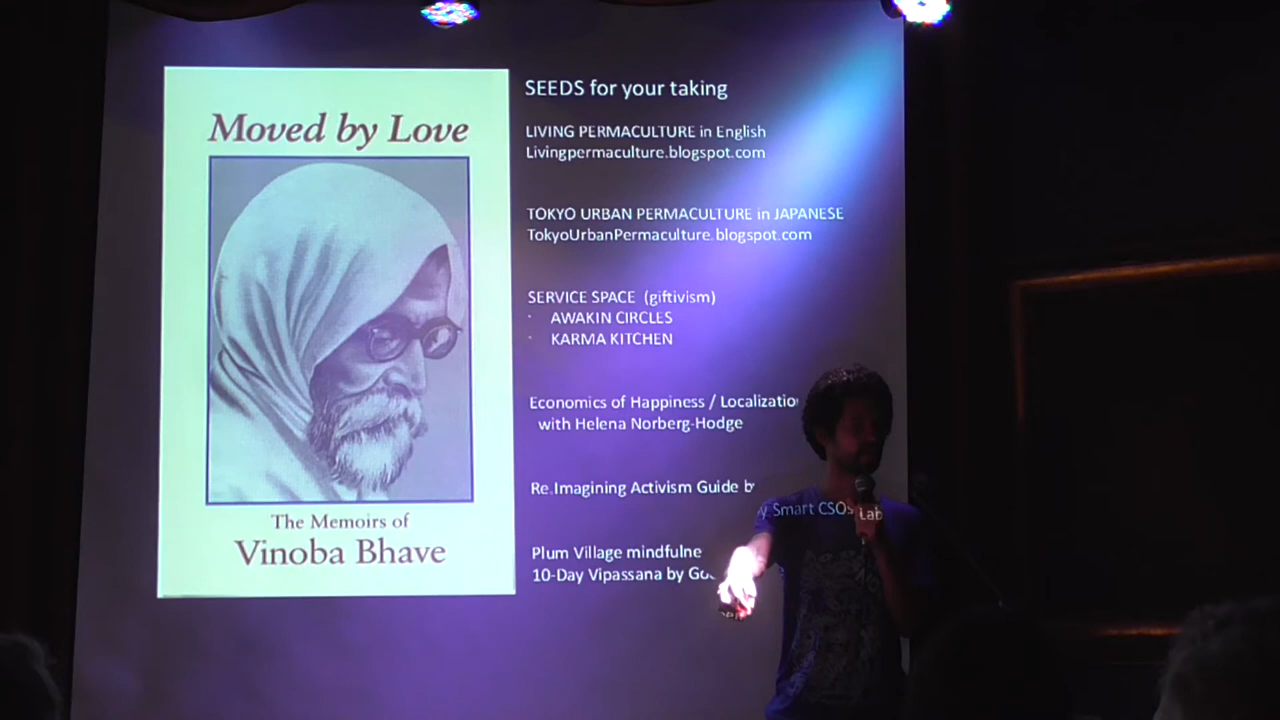 Moved by Love
The Memoirs of
Vinoba Bhave
SEEDS for your taking
LIVING PERMACULTURE in English
Livingpermaculture.blogspot.com
TOKYO URBAN PERMACULTURE in JAPANESE
TokyoUrbanPermaculture.blogspot.com
SERVICE SPACE (giftivism)
AWAKIN CIRCLES
KARMA KITCHEN
Economics of Happiness / Localizatio
with Helena Norberg-Hodge
Re.Imagining Activism Guide by Smart CSOs Lab
Plum Village mindfulne
10-Day Vipassana by